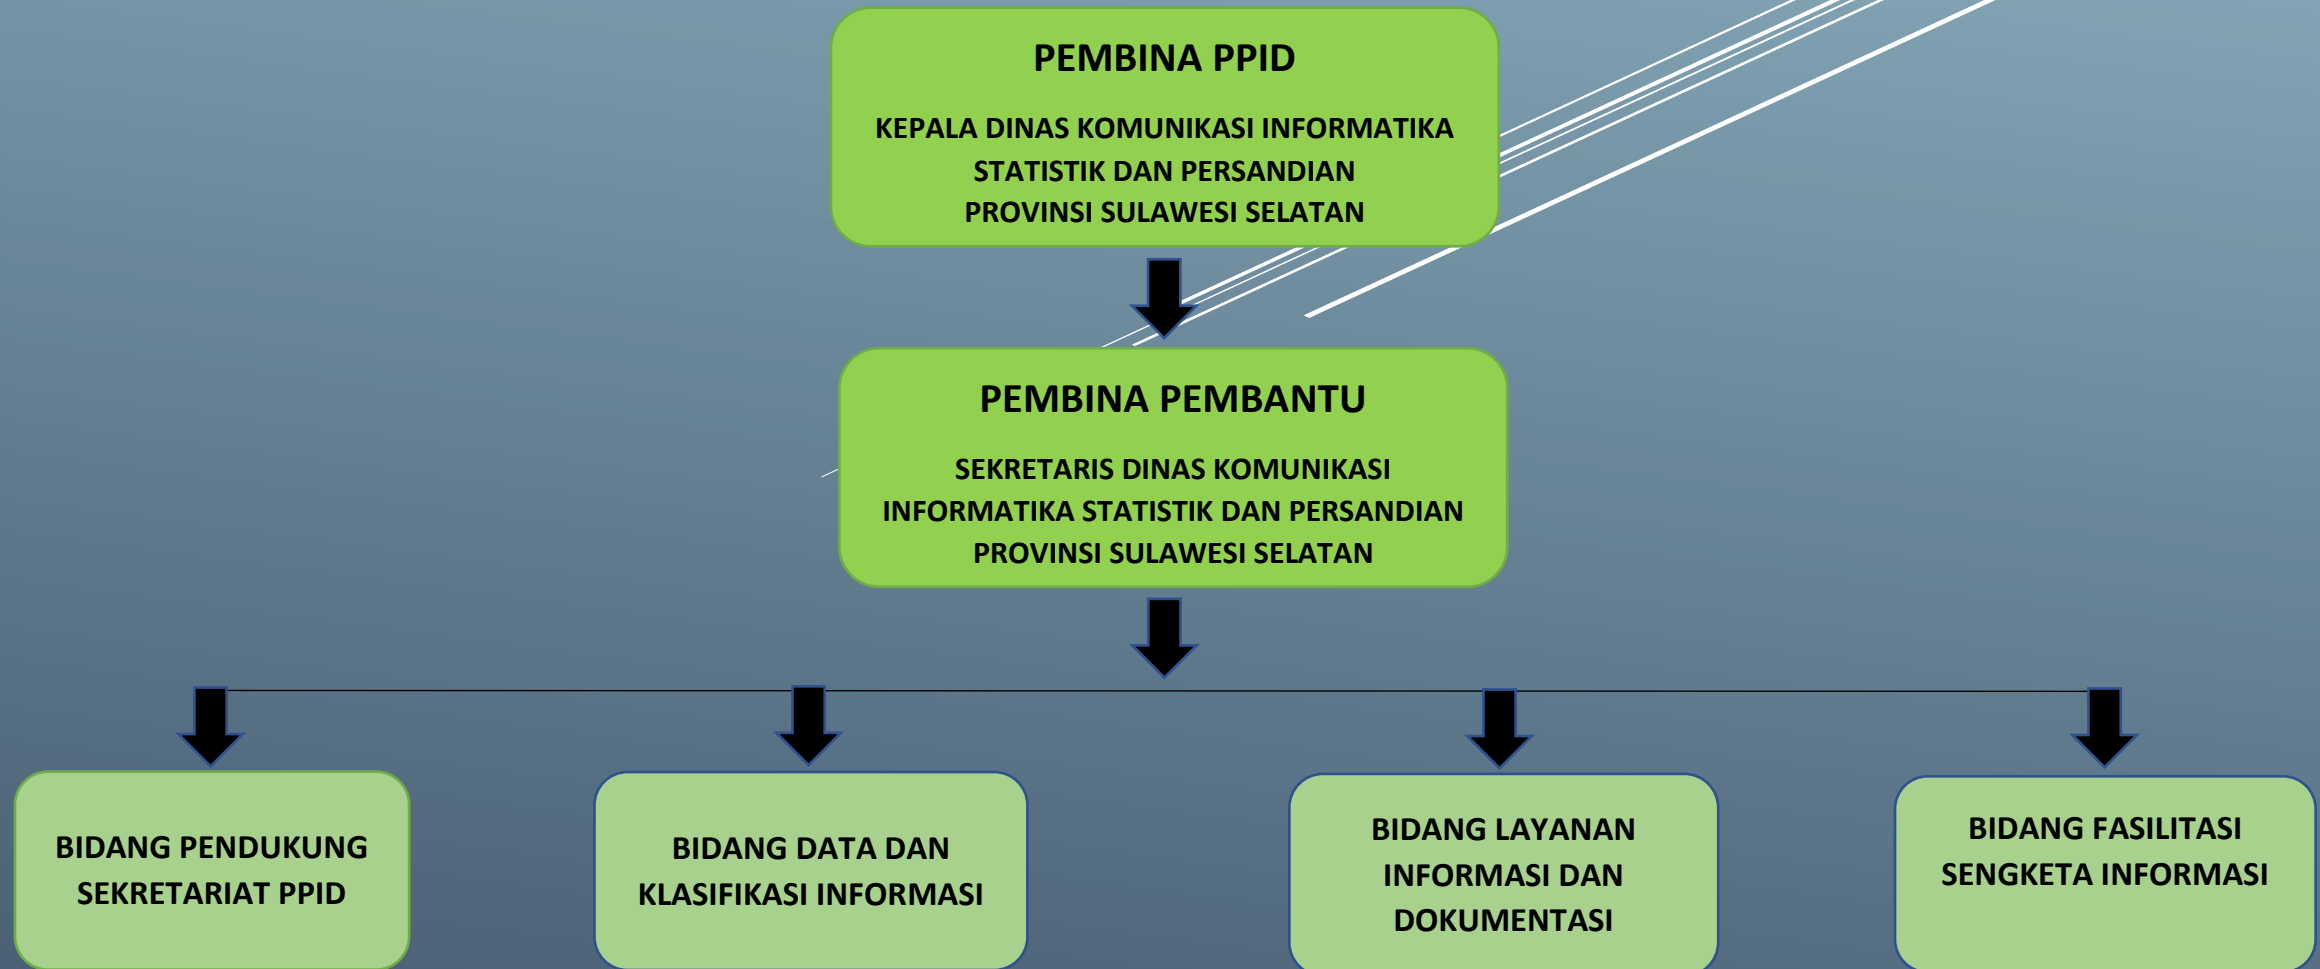 PEMBINA PPID
KEPALA DINAS KOMUNIKASI INFORMATIKA
STATISTIK DAN PERSANDIAN
PROVINSI SULAWESI SELATAN
PEMBINA PEMBANTU
SEKRETARIS DINAS KOMUNIKASI
INFORMATIKA STATISTIK DAN PERSANDIAN
PROVINSI SULAWESI SELATAN
BIDANG PENDUKUNG
SEKRETARIAT PPID
BIDANG DATA DAN
KLASIFIKASI INFORMASI
BIDANG LAYANAN
INFORMASI DAN
DOKUMENTASI
BIDANG FASILITASI
SENGKETA INFORMASI